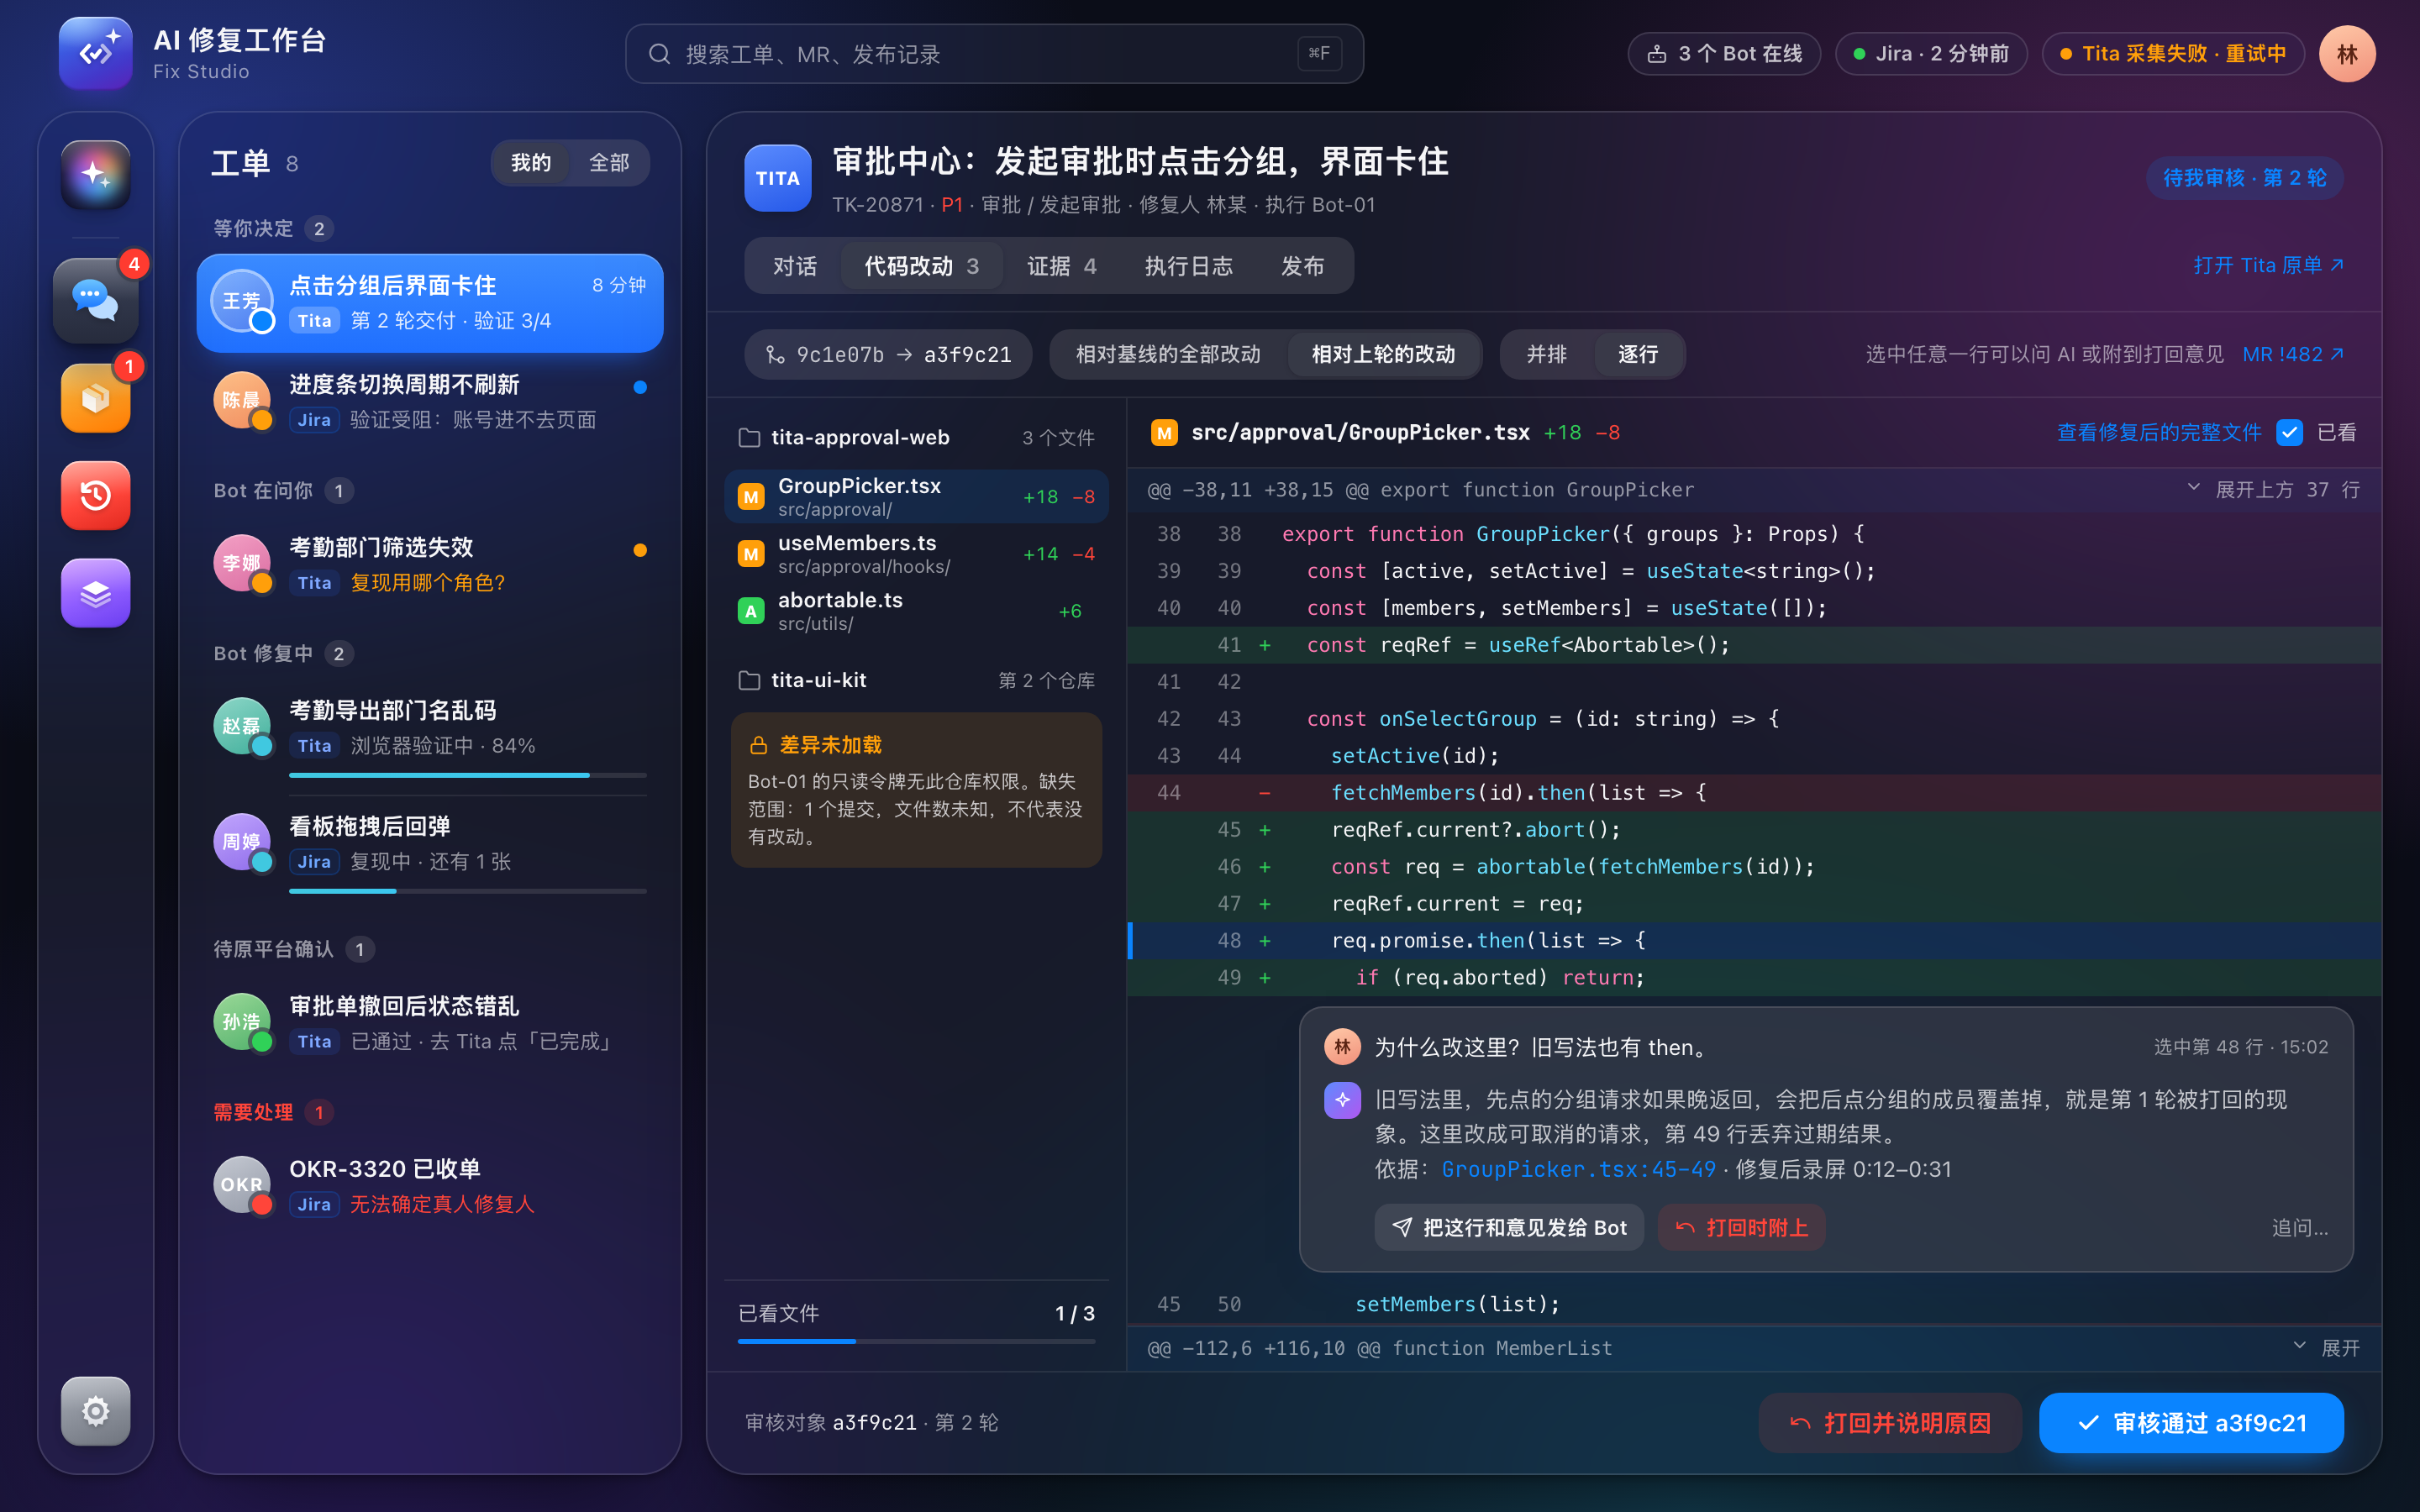 AI 修复工作台
Fix Studio
搜索工单、MR、发布记录
⌘F
3 个 Bot 在线
Jira · 2 分钟前
Tita 采集失败 · 重试中
林
4
1
工单 8
我的 全部
等你决定 2
王芳
点击分组后界面卡住 8 分钟
Tita 第 2 轮交付 · 验证 3/4
陈晨
进度条切换周期不刷新
Jira 验证受阻：账号进不去页面
Bot 在问你 1
李娜
考勤部门筛选失效
Tita 复现用哪个角色?
Bot 修复中 2
赵磊
考勤导出部门名乱码
Tita 浏览器验证中 · 84%
周婷
看板拖拽后回弹
Jira 复现中 · 还有 1 张
待原平台确认 1
孙浩
审批单撤回后状态错乱
Tita 已通过 · 去 Tita 点「已完成」
需要处理 1
OKR
OKR-3320 已收单
Jira 无法确定真人修复人
TITA
审批中心：发起审批时点击分组，界面卡住
TK-20871 · P1 · 审批 / 发起审批 · 修复人 林某 · 执行 Bot-01
待我审核 · 第 2 轮
对话 代码改动 3 证据 4 执行日志 发布
打开 Tita 原单 ↗
9c1e07b → a3f9c21
相对基线的全部改动 相对上轮的改动
并排 逐行
选中任意一行可以问 AI 或附到打回意见 MR !482 ↗
tita-approval-web 3 个文件
M GroupPicker.tsx +18 −8
src/approval/
M useMembers.ts +14 −4
src/approval/hooks/
A abortable.ts +6
src/utils/
tita-ui-kit 第 2 个仓库
差异未加载
Bot-01 的只读令牌无此仓库权限。缺失
范围：1 个提交，文件数未知，不代表没
有改动。
已看文件 1 / 3
M src/approval/GroupPicker.tsx +18 −8
查看修复后的完整文件 已看
@@ −38,11 +38,15 @@ export function GroupPicker 展开上方 37 行
38 38 export function GroupPicker({ groups }: Props) {
39 39 const [active, setActive] = useState<string>();
40 40 const [members, setMembers] = useState([]);
41 + const reqRef = useRef<Abortable>();
41 42
42 43 const onSelectGroup = (id: string) => {
43 44 setActive(id);
44 − fetchMembers(id).then(list => {
45 + reqRef.current?.abort();
46 + const req = abortable(fetchMembers(id));
47 + reqRef.current = req;
48 + req.promise.then(list => {
49 + if (req.aborted) return;
林 为什么改这里？旧写法也有 then。 选中第 48 行 · 15:02
旧写法里，先点的分组请求如果晚返回，会把后点分组的成员覆盖掉，就是第 1 轮被打回的现
象。这里改成可取消的请求，第 49 行丢弃过期结果。
依据：GroupPicker.tsx:45–49 · 修复后录屏 0:12–0:31
把这行和意见发给 Bot 打回时附上 追问…
45 50 setMembers(list);
@@ −112,6 +116,10 @@ function MemberList 展开
审核对象 a3f9c21 · 第 2 轮
打回并说明原因
审核通过 a3f9c21